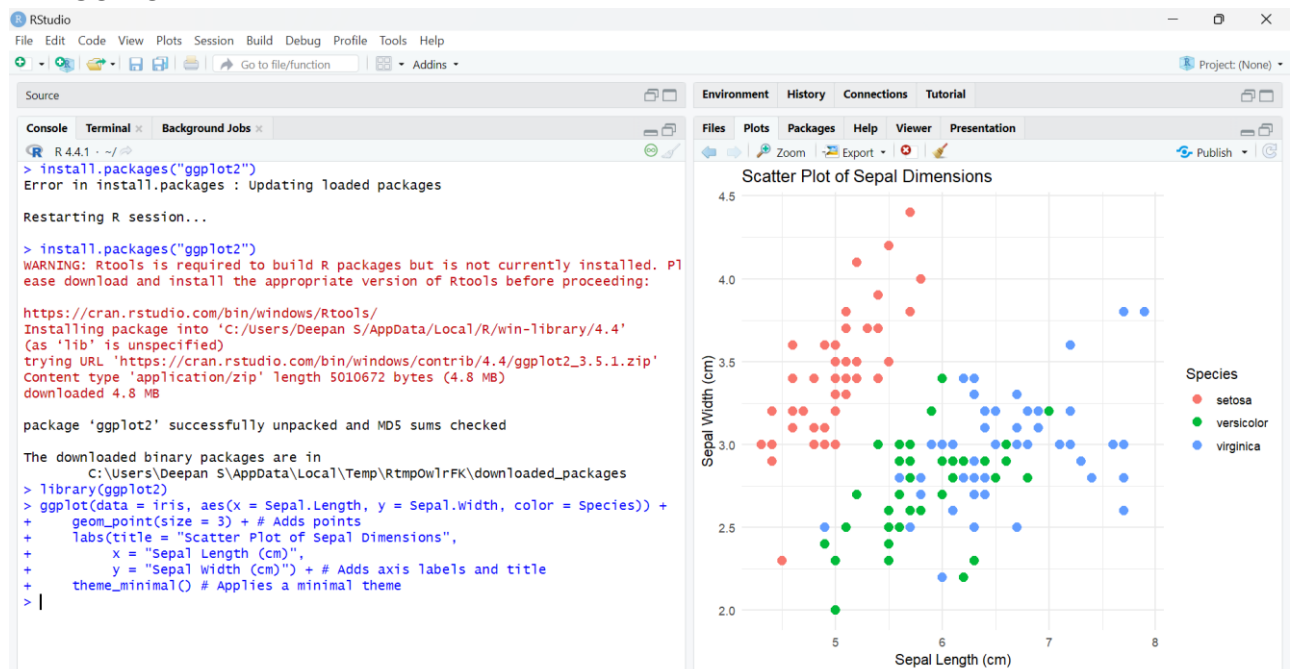 RStudio
File Edit Code View Plots Session Build Debug Profile Tools Help
Go to file/function Addins Project: (None)
Source
Console Terminal Background Jobs
R 4.4.1 · ~/
> install.packages("ggplot2")
Error in install.packages : Updating loaded packages
Restarting R session...
> install.packages("ggplot2")
WARNING: Rtools is required to build R packages but is not currently installed. Pl
ease download and install the appropriate version of Rtools before proceeding:
https://cran.rstudio.com/bin/windows/Rtools/
Installing package into ‘C:/Users/Deepan S/AppData/Local/R/win-library/4.4’
(as ‘lib’ is unspecified)
trying URL 'https://cran.rstudio.com/bin/windows/contrib/4.4/ggplot2_3.5.1.zip'
Content type 'application/zip' length 5010672 bytes (4.8 MB)
downloaded 4.8 MB
package ‘ggplot2’ successfully unpacked and MD5 sums checked
The downloaded binary packages are in
C:\Users\Deepan S\AppData\Local\Temp\RtmpOwlrFK\downloaded_packages
> library(ggplot2)
> ggplot(data = iris, aes(x = Sepal.Length, y = Sepal.Width, color = Species)) +
+ geom_point(size = 3) + # Adds points
+ labs(title = "Scatter Plot of Sepal Dimensions",
+ x = "Sepal Length (cm)",
+ y = "Sepal Width (cm)") + # Adds axis labels and title
+ theme_minimal() # Applies a minimal theme
>
Environment History Connections Tutorial
Files Plots Packages Help Viewer Presentation
Zoom Export Publish
Scatter Plot of Sepal Dimensions
4.5
4.0
3.5
3.0
2.5
2.0
Sepal Width (cm)
5 6 7 8
Sepal Length (cm)
Species
setosa
versicolor
virginica